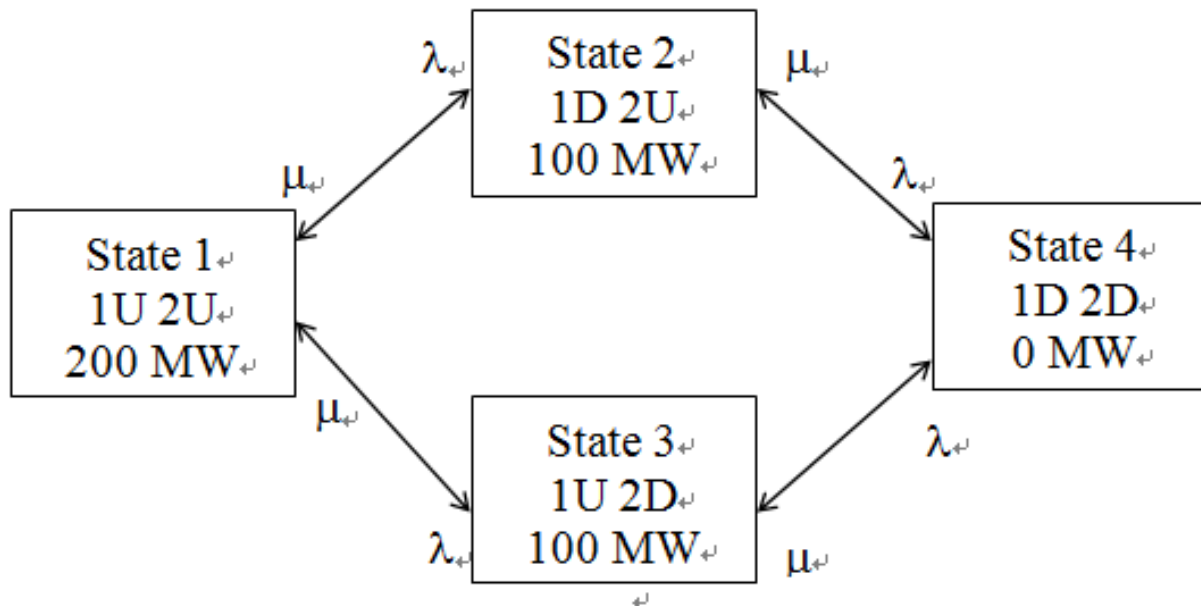 λ
State 2
1D 2U
100 MW
μ
μ
λ
State 1
1U 2U
200 MW
State 4
1D 2D
0 MW
μ
State 3
1U 2D
100 MW
λ
λ
μ